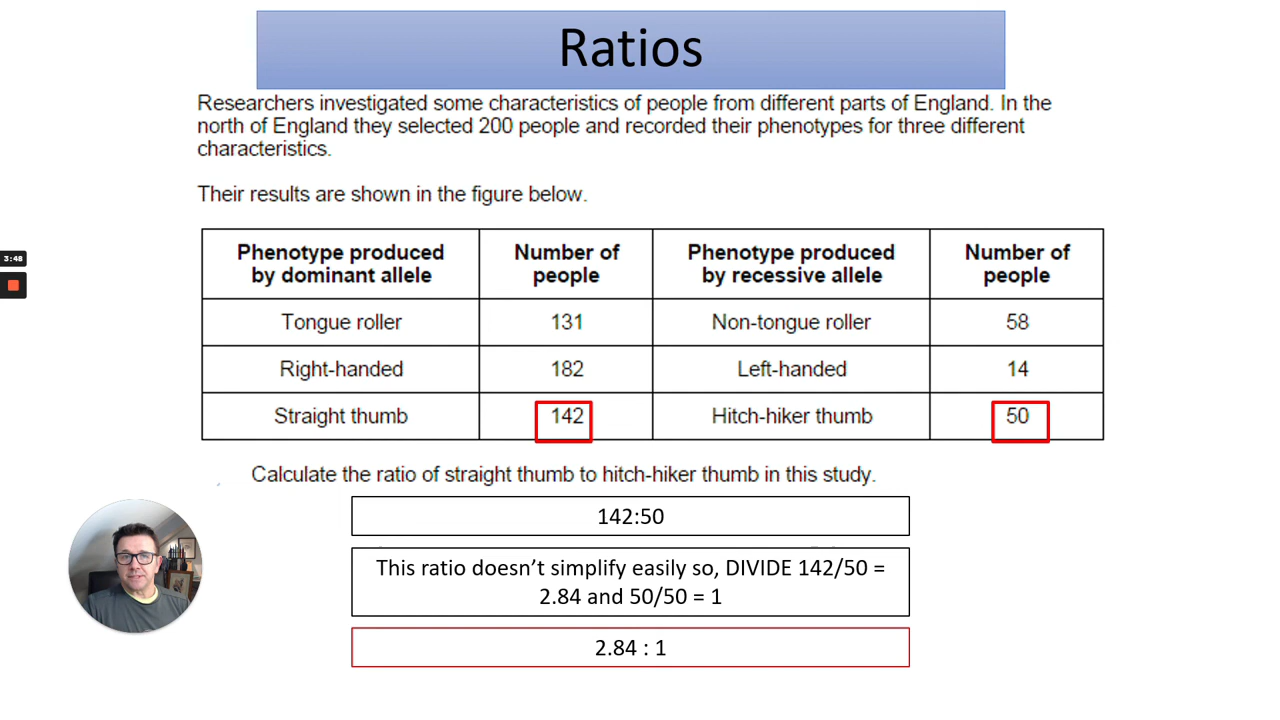 Ratios
Researchers investigated some characteristics of people from different parts of England. In the
north of England they selected 200 people and recorded their phenotypes for three different
characteristics.
Their results are shown in the figure below.
Phenotype produced by dominant allele | Number of people | Phenotype produced by recessive allele | Number of people
Tongue roller | 131 | Non-tongue roller | 58
Right-handed | 182 | Left-handed | 14
Straight thumb | 142 | Hitch-hiker thumb | 50
Calculate the ratio of straight thumb to hitch-hiker thumb in this study.
142:50
This ratio doesn't simplify easily so, DIVIDE 142/50 =
2.84 and 50/50 = 1
2.84 : 1
3:48